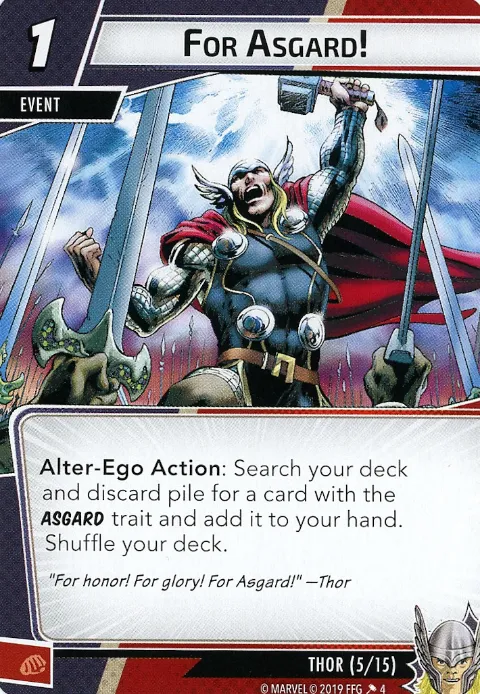 1
FOR ASGARD!
EVENT
Alter-Ego Action: Search your deck
and discard pile for a card with the
ASGARD trait and add it to your hand.
Shuffle your deck.
"For honor! For glory! For Asgard!" —Thor
THOR (5/15)
© MARVEL © 2019 FFG 4